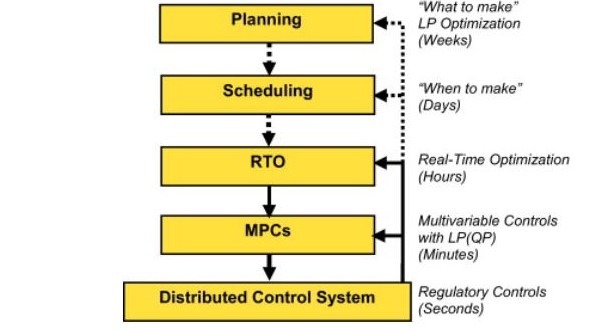 Planning
"What to make"
LP Optimization
(Weeks)
Scheduling
"When to make"
(Days)
RTO
Real-Time Optimization
(Hours)
MPCs
Multivariable Controls
with LP(QP)
(Minutes)
Distributed Control System
Regulatory Controls
(Seconds)